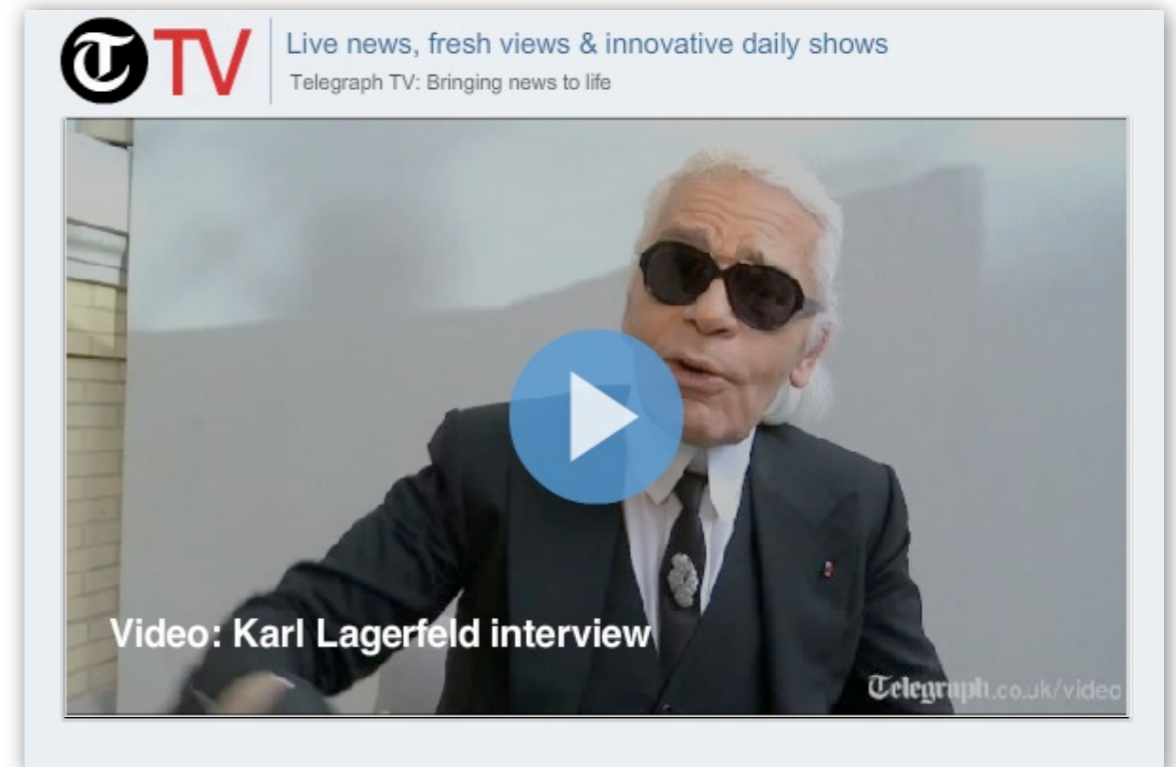 T TV
Live news, fresh views & innovative daily shows
Telegraph TV: Bringing news to life
Video: Karl Lagerfeld interview
Telegraph.co.uk/video